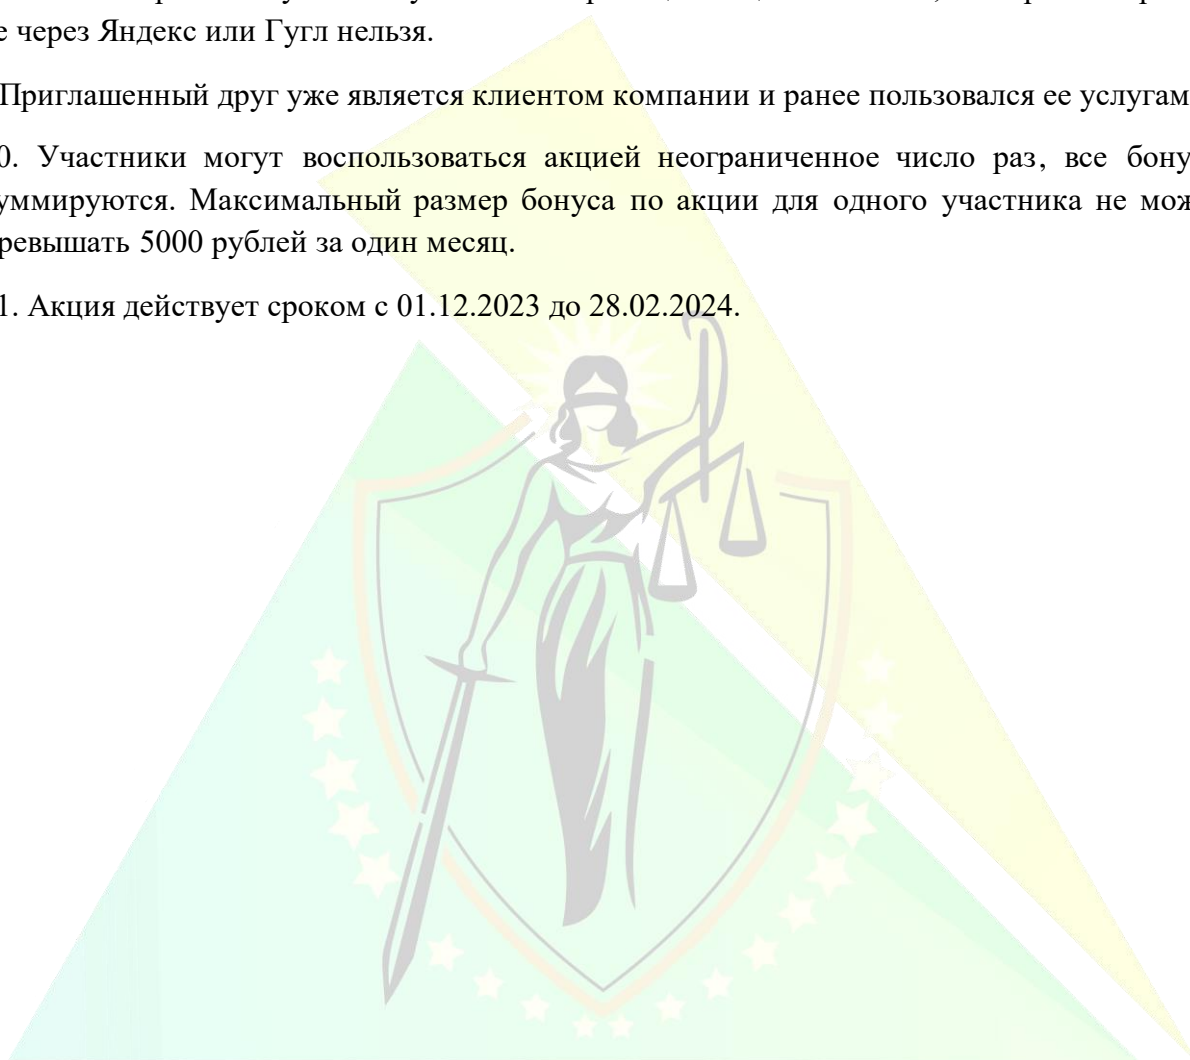 е через Яндекс или Гугл нельзя.
Приглашенный друг уже является клиентом компании и ранее пользовался ее услугам
0. Участники могут воспользоваться акцией неограниченное число раз, все бону
уммируются. Максимальный размер бонуса по акции для одного участника не мож
ревышать 5000 рублей за один месяц.
1. Акция действует сроком с 01.12.2023 до 28.02.2024.